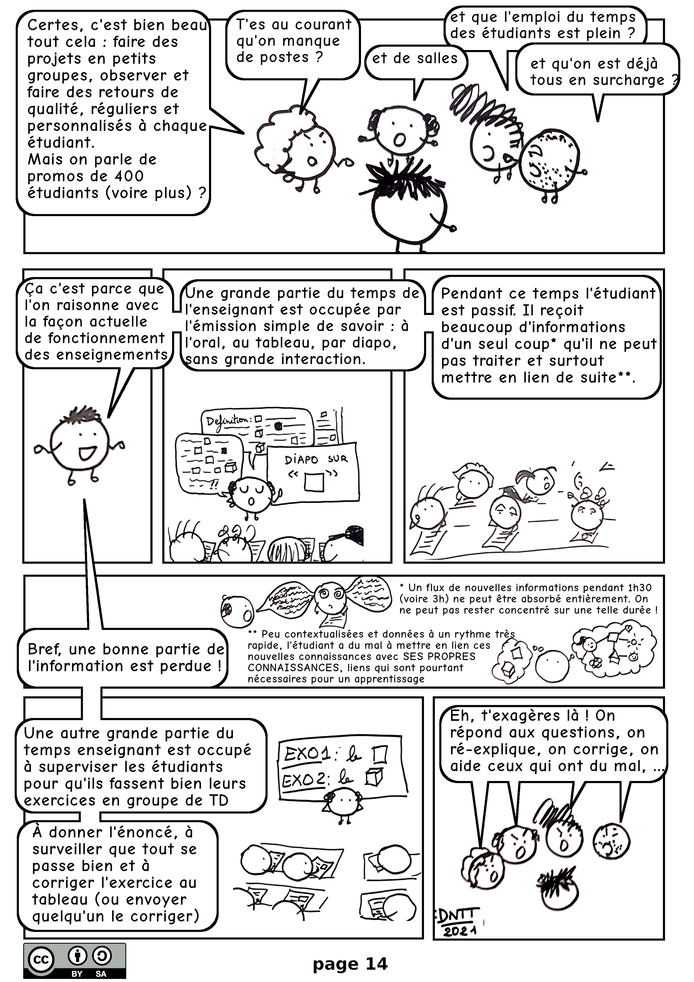 Certes, c'est bien beau
tout cela : faire des
projets en petits
groupes, observer et
faire des retours de
qualité, réguliers et
personnalisés à chaque
étudiant.
Mais on parle de
promos de 400
étudiants (voire plus) ?
T'es au courant
qu'on manque
de postes ?
et de salles
et que l'emploi du temps
des étudiants est plein ?
et qu'on est déjà
tous en surcharge ?
Ça c'est parce que
l'on raisonne avec
la façon actuelle
de fonctionnement
des enseignements
Une grande partie du temps de
l'enseignant est occupée par
l'émission simple de savoir : à
l'oral, au tableau, par diapo,
sans grande interaction.
Definition:
!!
DiAPO SUR
<< >>
Pendant ce temps l'étudiant
est passif. Il reçoit
beaucoup d'informations
d'un seul coup* qu'il ne peut
pas traiter et surtout
mettre en lien de suite**.
Bref, une bonne partie de
l'information est perdue !
* Un flux de nouvelles informations pendant 1h30
(voire 3h) ne peut être absorbé entièrement. On
ne peut pas rester concentré sur une telle durée !
** Peu contextualisées et données à un rythme très
rapide, l'étudiant a du mal à mettre en lien ces
nouvelles connaissances avec SES PROPRES
CONNAISSANCES, liens qui sont pourtant
nécessaires pour un apprentissage
Une autre grande partie du
temps enseignant est occupé
à superviser les étudiants
pour qu'ils fassent bien leurs
exercices en groupe de TD
EXO1: le
EXO2: le
À donner l'énoncé, à
surveiller que tout se
passe bien et à
corriger l'exercice au
tableau (ou envoyer
quelqu'un le corriger)
Eh, t'exagères là ! On
répond aux questions, on
ré-explique, on corrige, on
aide ceux qui ont du mal, ...
DNTT
2021
cc BY SA
page 14